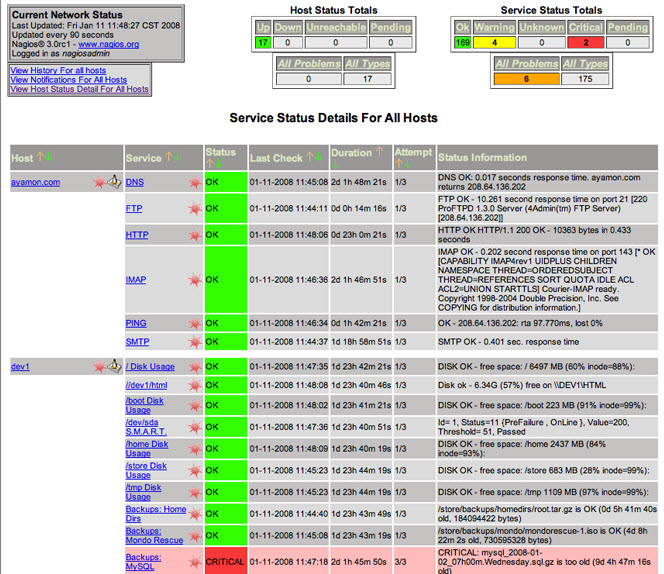 Current Network Status
Last Updated: Fri Jan 11 11:48:27 CST 2008
Updated every 90 seconds
Nagios® 3.0rc1 - www.nagios.org
Logged in as nagiosadmin
View History For all hosts
View Notifications For All Hosts
View Host Status Detail For All Hosts
Host Status Totals
Up Down Unreachable Pending
17 0 0 0
All Problems All Types
0 17
Service Status Totals
Ok Warning Unknown Critical Pending
169 4 0 2 0
All Problems All Types
6 175
Service Status Details For All Hosts
Host Service Status Last Check Duration Attempt Status Information
ayamon.com DNS OK 01-11-2008 11:45:08 2d 1h 48m 21s 1/3 DNS OK: 0.017 seconds response time. ayamon.com
returns 208.64.136.202
FTP OK 01-11-2008 11:44:11 0d 0h 14m 16s 1/3 FTP OK - 10.261 second response time on port 21 [220
ProFTPD 1.3.0 Server (4Admin(tm) FTP Server)
[208.64.136.202]]
HTTP OK 01-11-2008 11:48:06 0d 23h 0m 21s 1/3 HTTP OK HTTP/1.1 200 OK - 10363 bytes in 0.433
seconds
IMAP OK 01-11-2008 11:46:36 2d 1h 46m 51s 1/3 IMAP OK - 0.202 second response time on port 143 [* OK
[CAPABILITY IMAP4rev1 UIDPLUS CHILDREN
NAMESPACE THREAD=ORDEREDSUBJECT
THREAD=REFERENCES SORT QUOTA IDLE ACL
ACL2=UNION STARTTLS] Courier-IMAP ready.
Copyright 1998-2004 Double Precision, Inc. See
COPYING for distribution information.]
PING OK 01-11-2008 11:46:34 0d 1h 42m 21s 1/3 OK - 208.64.136.202: rta 97.770ms, lost 0%
SMTP OK 01-11-2008 11:44:37 1d 18h 58m 51s 1/3 SMTP OK - 0.401 sec. response time
dev1 / Disk Usage OK 01-11-2008 11:47:35 1d 23h 42m 21s 1/3 DISK OK - free space: / 6497 MB (60% inode=88%):
//dev1/html OK 01-11-2008 11:48:08 1d 23h 40m 46s 1/3 Disk ok - 6.34G (57%) free on \\DEV1\HTML
/boot Disk
Usage OK 01-11-2008 11:48:02 1d 23h 41m 21s 1/3 DISK OK - free space: /boot 223 MB (91% inode=99%):
/dev/sda
S.M.A.R.T. OK 01-11-2008 11:47:36 1d 23h 40m 51s 1/3 Id= 1, Status=11 {PreFailure , OnLine }, Value=200,
Threshold= 51, Passed
/home Disk
Usage OK 01-11-2008 11:48:09 1d 23h 40m 19s 1/3 DISK OK - free space: /home 2437 MB (84%
inode=93%):
/store Disk
Usage OK 01-11-2008 11:45:23 1d 23h 44m 19s 1/3 DISK OK - free space: /store 683 MB (28% inode=99%):
/tmp Disk
Usage OK 01-11-2008 11:45:23 1d 23h 44m 19s 1/3 DISK OK - free space: /tmp 1109 MB (97% inode=99%):
Backups: Home
Dirs OK 01-11-2008 11:44:40 1d 23h 43m 49s 1/3 /store/backups/homedirs/root.tar.gz is OK (0d 5h 41m 40s
old, 184094422 bytes)
Backups:
Mondo Rescue OK 01-11-2008 11:45:08 1d 23h 43m 19s 1/3 /store/backups/mondo/mondorescue-1.iso is OK (4d 8h
22m 2s old, 730595328 bytes)
Backups:
MySQL CRITICAL 01-11-2008 11:47:18 2d 1h 45m 50s 3/3 CRITICAL: mysql_2008-01-
02_07h00m.Wednesday.sql.gz is too old (9d 4h 47m 16s
old)